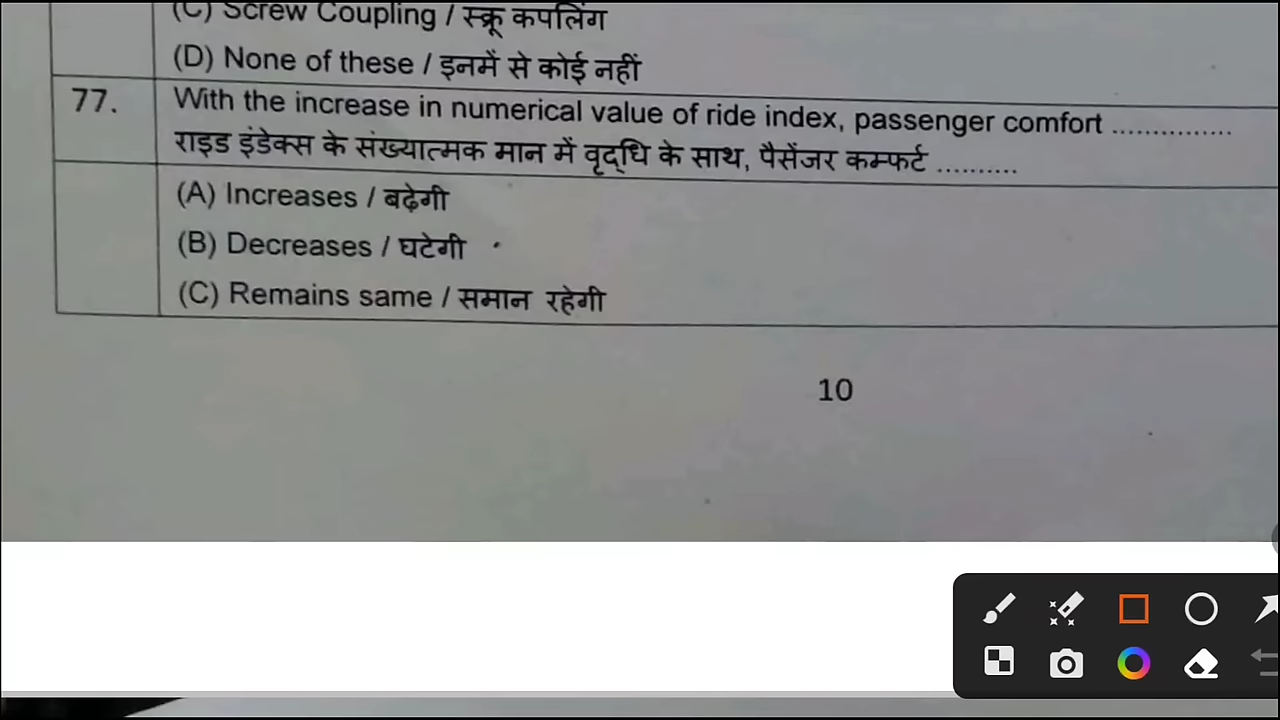 (C) Screw Coupling / स्क्रू कपलिंग
(D) None of these / इनमें से कोई नहीं
77. With the increase in numerical value of ride index, passenger comfort ...............
राइड इंडेक्स के संख्यात्मक मान में वृद्धि के साथ, पैसेंजर कम्फर्ट ..........
(A) Increases / बढ़ेगी
(B) Decreases / घटेगी
(C) Remains same / समान रहेगी
10